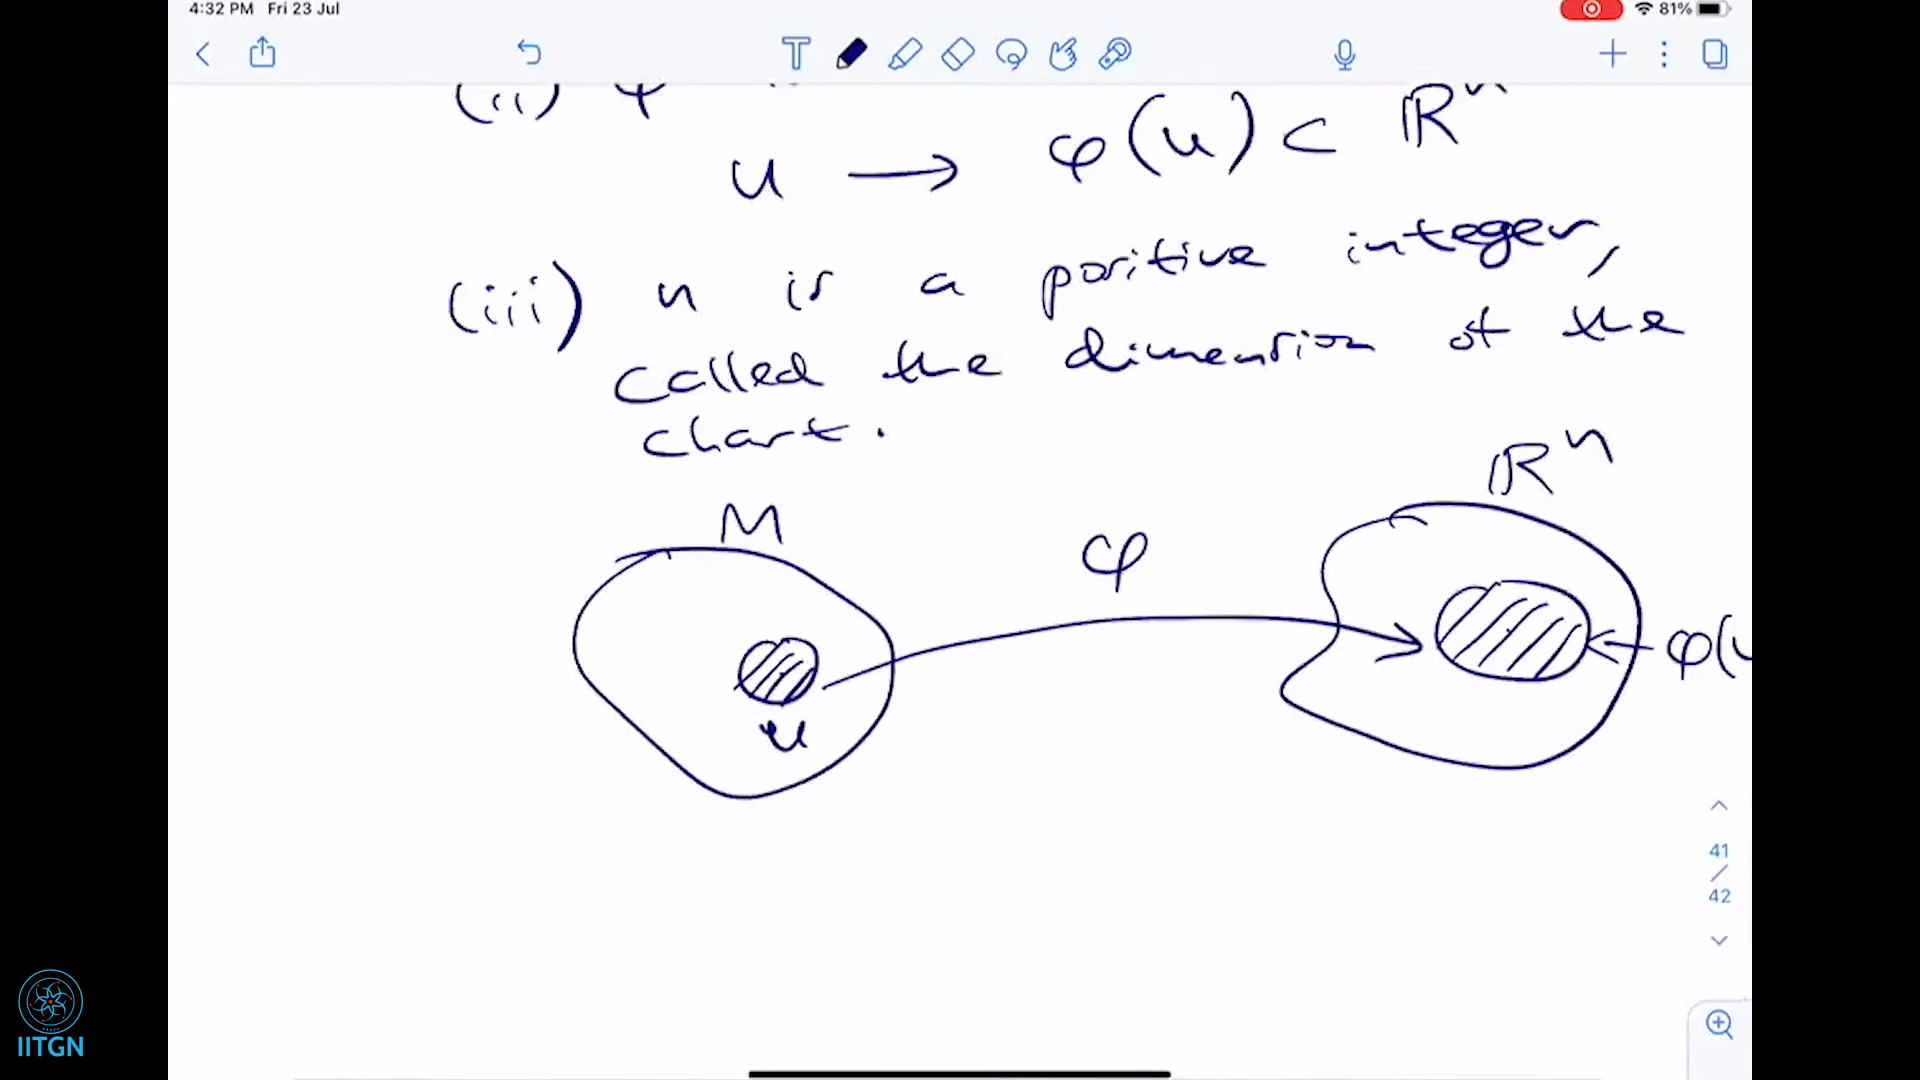 4:32 PM Fri 23 Jul
81%
(ii) φ
u → φ(u) ⊂ ℝⁿ
(iii) n is a positive integer,
called the dimension of the
chart.
M
φ
ℝⁿ
φ(u
u
41
/
42
IITGN